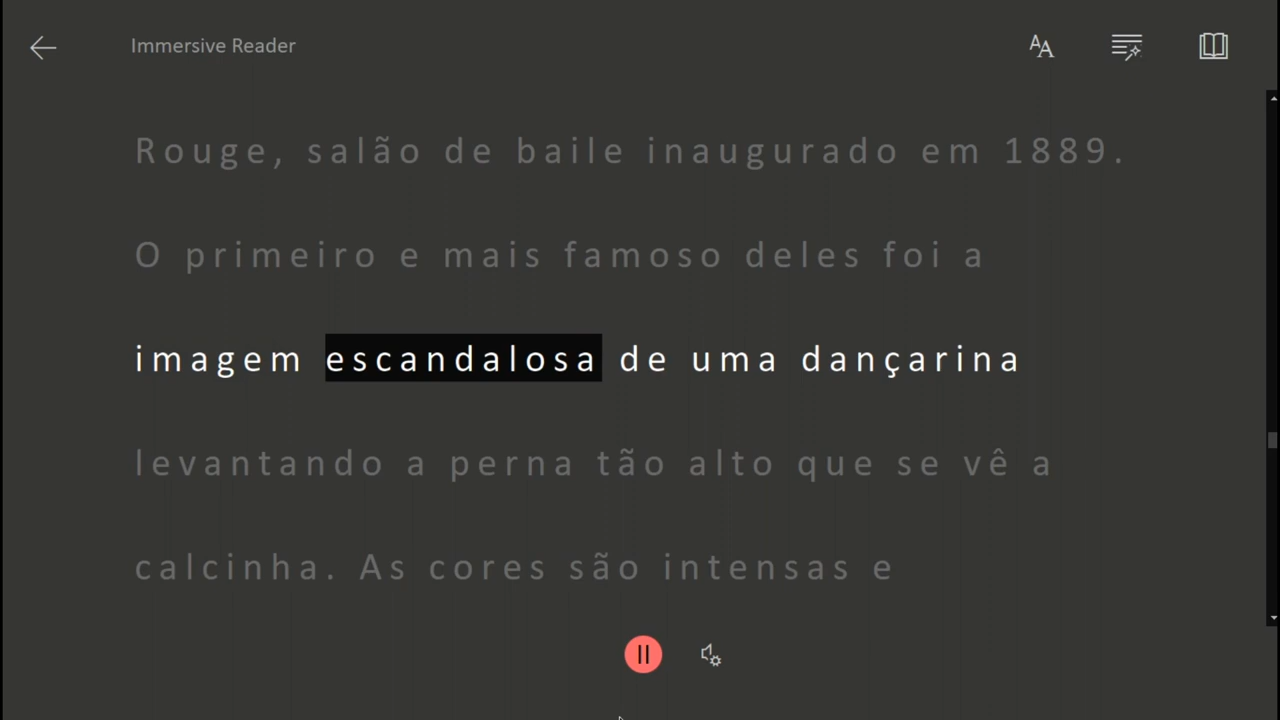 Immersive Reader
Rouge, salão de baile inaugurado em 1889.
O primeiro e mais famoso deles foi a
imagem escandalosa de uma dançarina
levantando a perna tão alto que se vê a
calcinha. As cores são intensas e